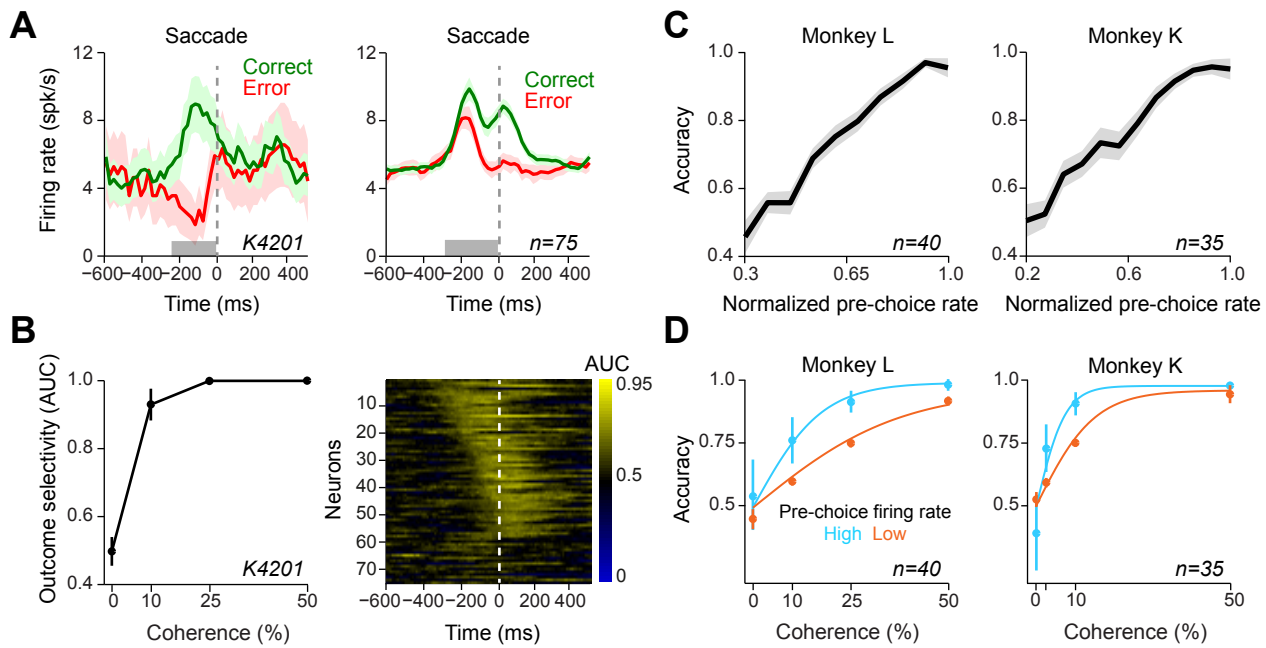 A
Saccade
12
8
4
0
Firing rate (spk/s)
Correct
Error
K4201
−600 −400 −200 0 200 400
Time (ms)
Saccade
12
8
4
0
Correct
Error
n=75
−600 −400 −200 0 200 400
Time (ms)
B
Outcome selectivity (AUC)
1.0
0.8
0.6
0.4
K4201
0 10 25 50
Coherence (%)
Neurons
10
20
30
40
50
60
70
−600 −400 −200 0 200 400
Time (ms)
AUC
0.95
0.5
0
C
Monkey L
Accuracy
1.0
0.8
0.6
0.4
n=40
0.3 0.65 1.0
Normalized pre-choice rate
Monkey K
1.0
0.8
0.6
0.4
n=35
0.2 0.6 1.0
Normalized pre-choice rate
D
Monkey L
Accuracy
1.0
0.75
0.5
Pre-choice firing rate
High Low
n=40
0 10 25 50
Coherence (%)
Monkey K
1.0
0.75
0.5
n=35
0 10 50
Coherence (%)